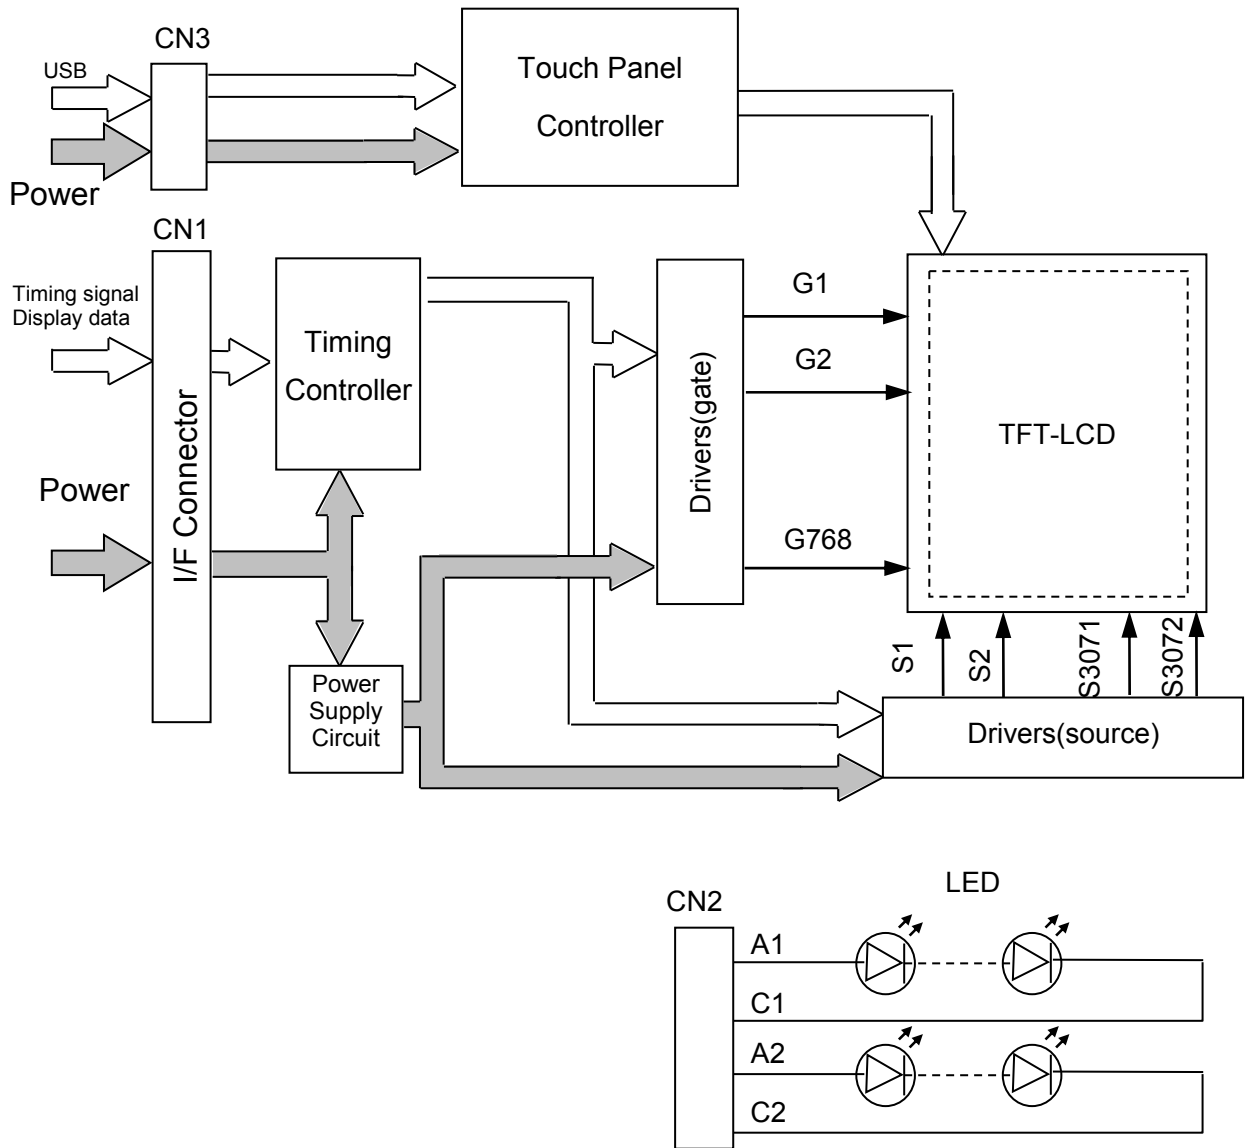 CN3
USB
Power
Touch Panel
Controller
CN1
Timing signal
Display data
Power
I/F Connector
Timing
Controller
Power
Supply
Circuit
Drivers(gate)
G1
G2
G768
TFT-LCD
S1
S2
S3071
S3072
Drivers(source)
LED
CN2
A1
C1
A2
C2